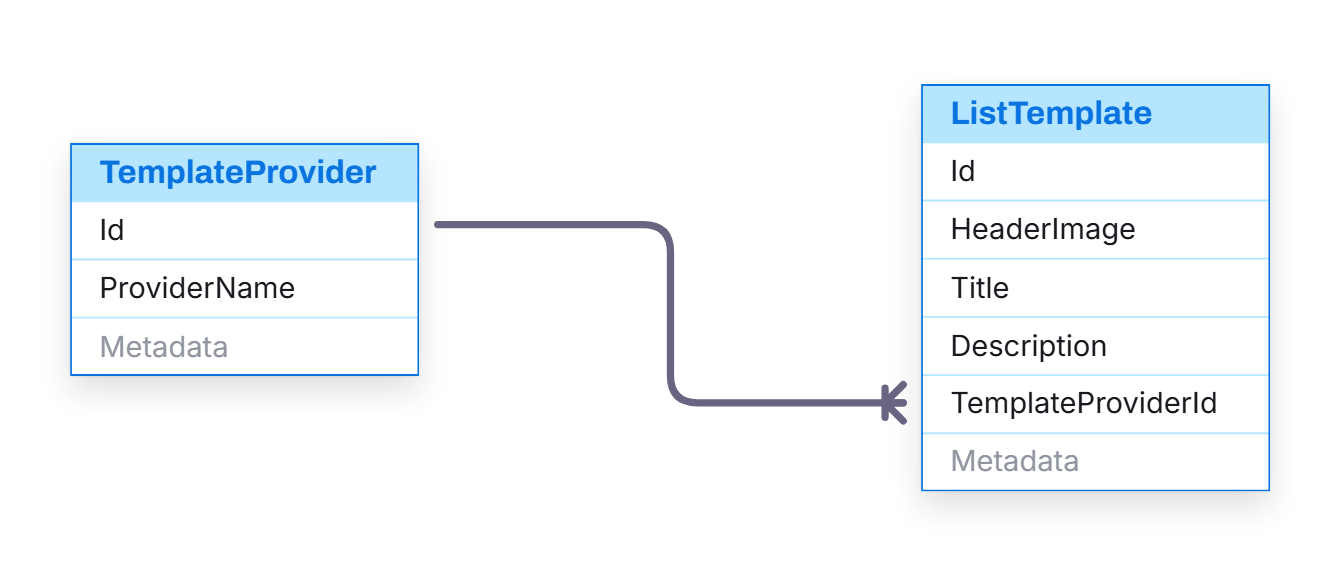 TemplateProvider
Id
ProviderName
Metadata
ListTemplate
Id
HeaderImage
Title
Description
TemplateProviderId
Metadata